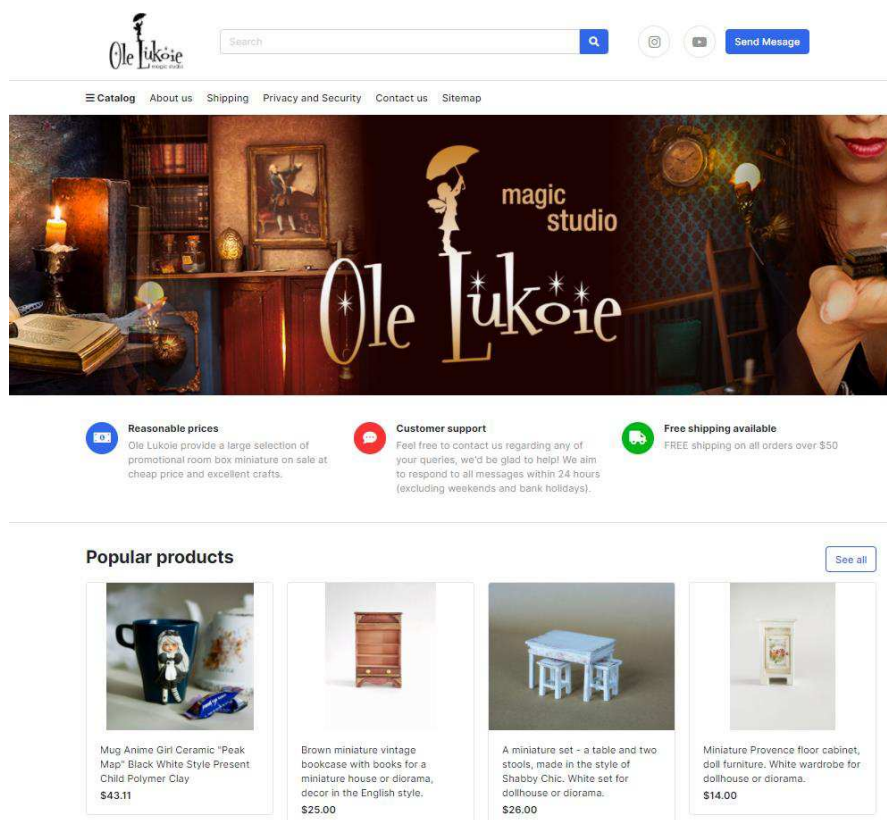 Ole Lukoie
magic studio
Search
Send Mesage
Catalog About us Shipping Privacy and Security Contact us Sitemap
magic
studio
Ole Lukoie
Reasonable prices
Ole Lukoie provide a large selection of
promotional room box miniature on sale at
cheap price and excellent crafts.
Customer support
Feel free to contact us regarding any of
your queries, we'd be glad to help! We aim
to respond to all messages within 24 hours
(excluding weekends and bank holidays).
Free shipping available
FREE shipping on all orders over $50
Popular products
See all
Mug Anime Girl Ceramic "Peak
Map" Black White Style Present
Child Polymer Clay
$43.11
Brown miniature vintage
bookcase with books for a
miniature house or diorama,
decor in the English style.
$25.00
A miniature set - a table and two
stools, made in the style of
Shabby Chic. White set for
dollhouse or diorama.
$26.00
Miniature Provence floor cabinet,
doll furniture. White wardrobe for
dollhouse or diorama.
$14.00